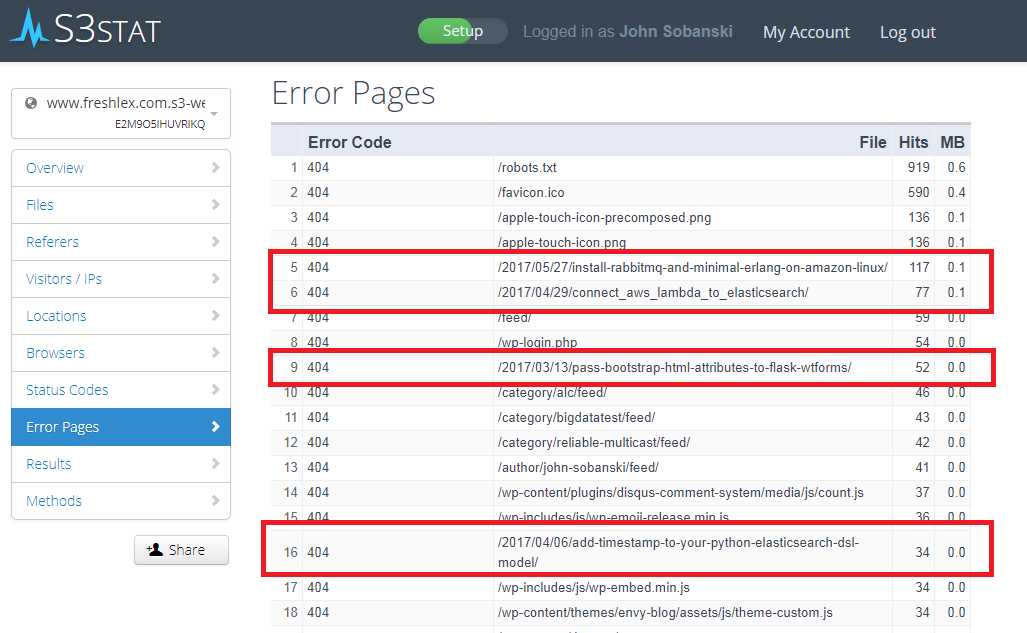 S3STAT
Setup
Logged in as John Sobanski
My Account
Log out
www.freshlex.com.s3-we
E2M9O5IHUVRIKQ
Overview
Files
Referers
Visitors / IPs
Locations
Browsers
Status Codes
Error Pages
Results
Methods
Share
Error Pages
Error Code File Hits MB
1 404 /robots.txt 919 0.6
2 404 /favicon.ico 590 0.4
3 404 /apple-touch-icon-precomposed.png 136 0.1
4 404 /apple-touch-icon.png 136 0.1
5 404 /2017/05/27/install-rabbitmq-and-minimal-erlang-on-amazon-linux/ 117 0.1
6 404 /2017/04/29/connect_aws_lambda_to_elasticsearch/ 77 0.1
7 404 /feed/ 59 0.0
8 404 /wp-login.php 54 0.0
9 404 /2017/03/13/pass-bootstrap-html-attributes-to-flask-wtforms/ 52 0.0
10 404 /category/alc/feed/ 46 0.0
11 404 /category/bigdatatest/feed/ 43 0.0
12 404 /category/reliable-multicast/feed/ 42 0.0
13 404 /author/john-sobanski/feed/ 41 0.0
14 404 /wp-content/plugins/disqus-comment-system/media/js/count.js 37 0.0
15 404 /wp-includes/js/wp-emoji-release.min.js 36 0.0
16 404 /2017/04/06/add-timestamp-to-your-python-elasticsearch-dsl-
model/ 34 0.0
17 404 /wp-includes/js/wp-embed.min.js 34 0.0
18 404 /wp-content/themes/envy-blog/assets/js/theme-custom.js 34 0.0